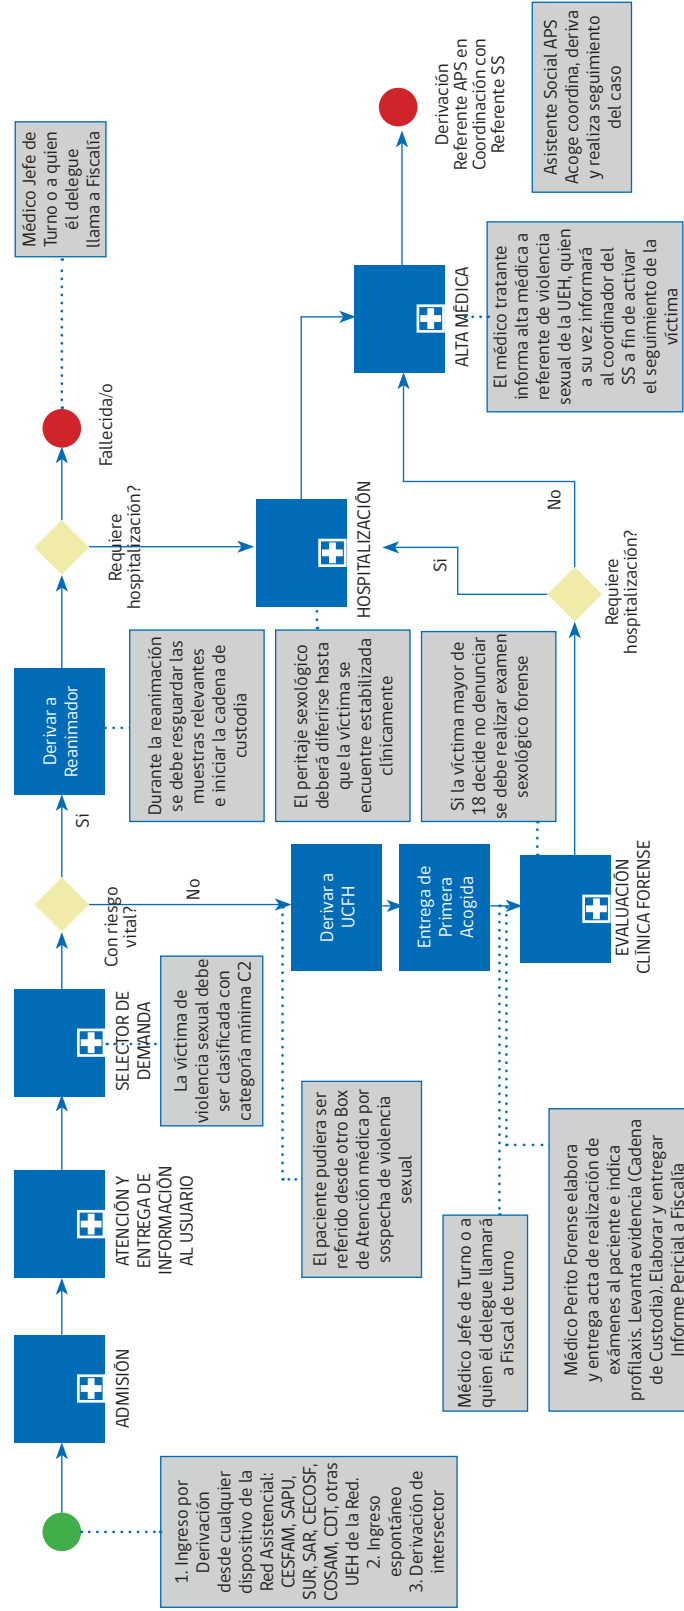 1. Ingreso por
Derivación
desde cualquier
dispositivo de la
Red Asistencial:
CESFAM, SAPU,
SUR, SAR, CECOSF,
COSAM, CDT, otras
UEH de la Red.
2. Ingreso
espontáneo
3. Derivación de
intersector
ADMISIÓN
ATENCIÓN Y
ENTREGA DE
INFORMACIÓN
AL USUARIO
SELECTOR DE
DEMANDA
La víctima de
violencia sexual debe
ser clasificada con
categoría mínima C2
Con riesgo
vital?
Si
No
Derivar a
Reanimador
Durante la reanimación
se debe resguardar las
muestras relevantes
e iniciar la cadena de
custodia
Requiere
hospitalización?
Fallecida/o
Médico Jefe de
Turno o a quien
él delegue
llama a Fiscalía
El paciente pudiera ser
referido desde otro Box
de Atención médica por
sospecha de violencia
sexual
Derivar a
UCFH
Entrega de
Primera
Acogida
Médico Jefe de Turno o a
quien él delegue llamará
a Fiscal de turno
Médico Perito Forense elabora
y entrega acta de realización de
exámenes al paciente e indica
profilaxis. Levanta evidencia (Cadena
de Custodia). Elaborar y entregar
Informe Pericial a Fiscalía
EVALUACIÓN
CLÍNICA FORENSE
Si la víctima mayor de
18 decide no denunciar
se debe realizar examen
sexológico forense
El peritaje sexológico
deberá diferirse hasta
que la víctima se
encuentre estabilizada
clínicamente
HOSPITALIZACIÓN
Requiere
hospitalización?
Si
No
ALTA MÉDICA
El médico tratante
informa alta médica a
referente de violencia
sexual de la UEH, quien
a su vez informará
al coordinador del
SS a fin de activar
el seguimiento de la
víctima
Derivación
Referente APS en
Coordinación con
Referente SS
Asistente Social APS
Acoge coordina, deriva
y realiza seguimiento
del caso